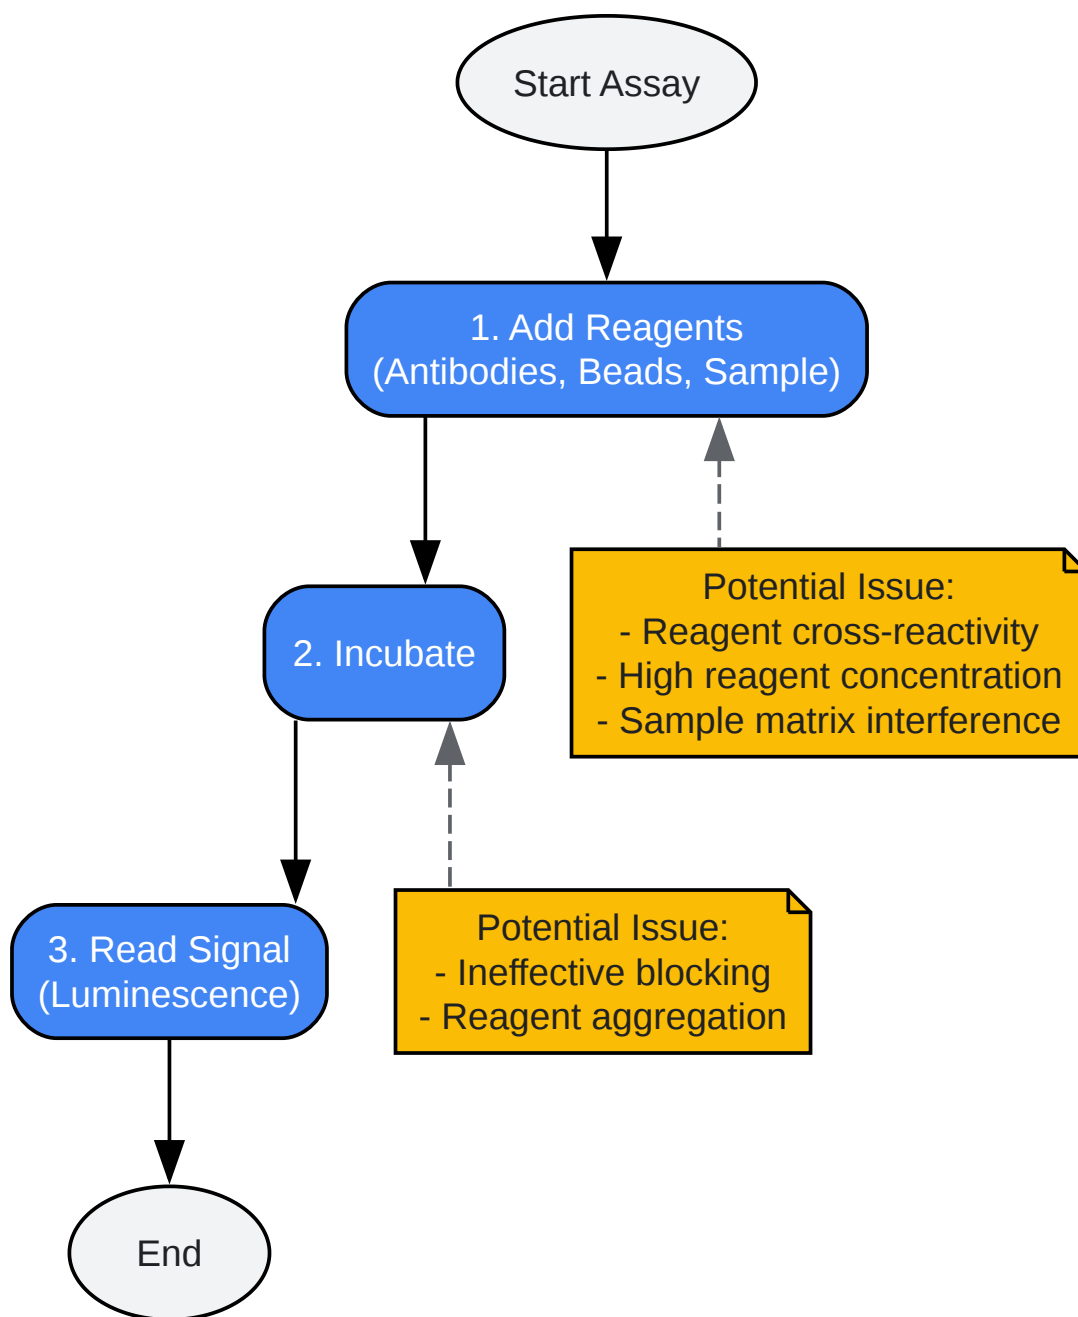 Start Assay
1. Add Reagents
(Antibodies, Beads, Sample)
Potential Issue:
- Reagent cross-reactivity
- High reagent concentration
- Sample matrix interference
2. Incubate
Potential Issue:
- Ineffective blocking
- Reagent aggregation
3. Read Signal
(Luminescence)
End